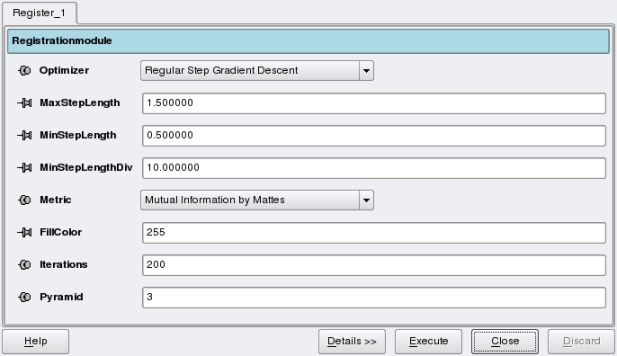 Register_1
Registrationmodule
Optimizer Regular Step Gradient Descent
MaxStepLength 1.500000
MinStepLength 0.500000
MinStepLengthDiv 10.000000
Metric Mutual Information by Mattes
FillColor 255
Iterations 200
Pyramid 3
Help Details >> Execute Close Discard